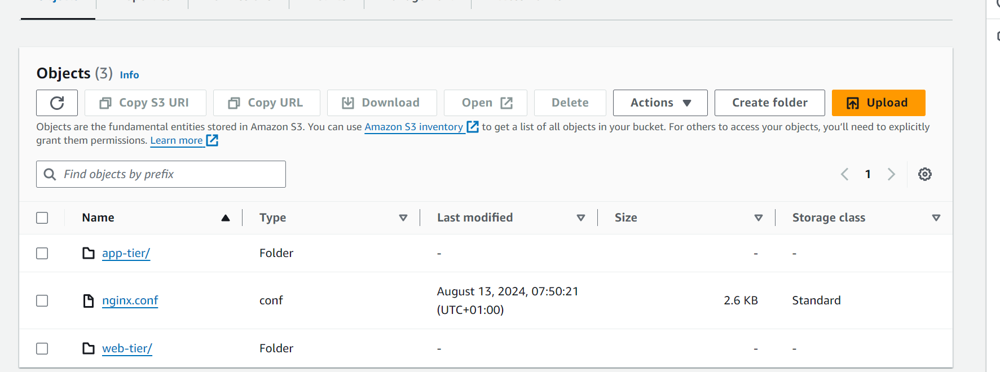 Objects (3) Info
Copy S3 URI Copy URL Download Open Delete Actions Create folder Upload
Objects are the fundamental entities stored in Amazon S3. You can use Amazon S3 inventory to get a list of all objects in your bucket. For others to access your objects, you’ll need to explicitly
grant them permissions. Learn more
Find objects by prefix
1
Name Type Last modified Size Storage class
app-tier/ Folder - - -
nginx.conf conf August 13, 2024, 07:50:21 (UTC+01:00) 2.6 KB Standard
web-tier/ Folder - - -